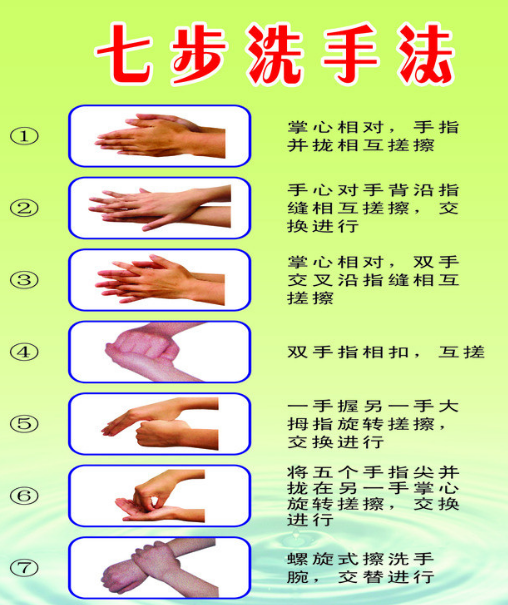 七步洗手法
①
掌心相对，手指
并拢相互搓擦
②
手心对手背沿指
缝相互搓擦，交
换进行
③
掌心相对，双手
交叉沿指缝相互
搓擦
④
双手指相扣，互搓
⑤
一手握另一手大
拇指旋转搓擦，
交换进行
⑥
将五个手指尖并
拢在另一手掌心
旋转搓擦，交换
进行
⑦
螺旋式擦洗手
腕，交替进行